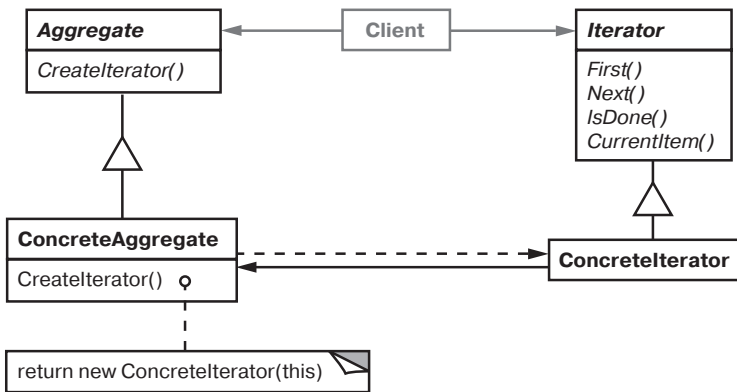 Aggregate
CreateIterator()
Client
Iterator
First()
Next()
IsDone()
CurrentItem()
ConcreteAggregate
CreateIterator()
ConcreteIterator
return new ConcreteIterator(this)